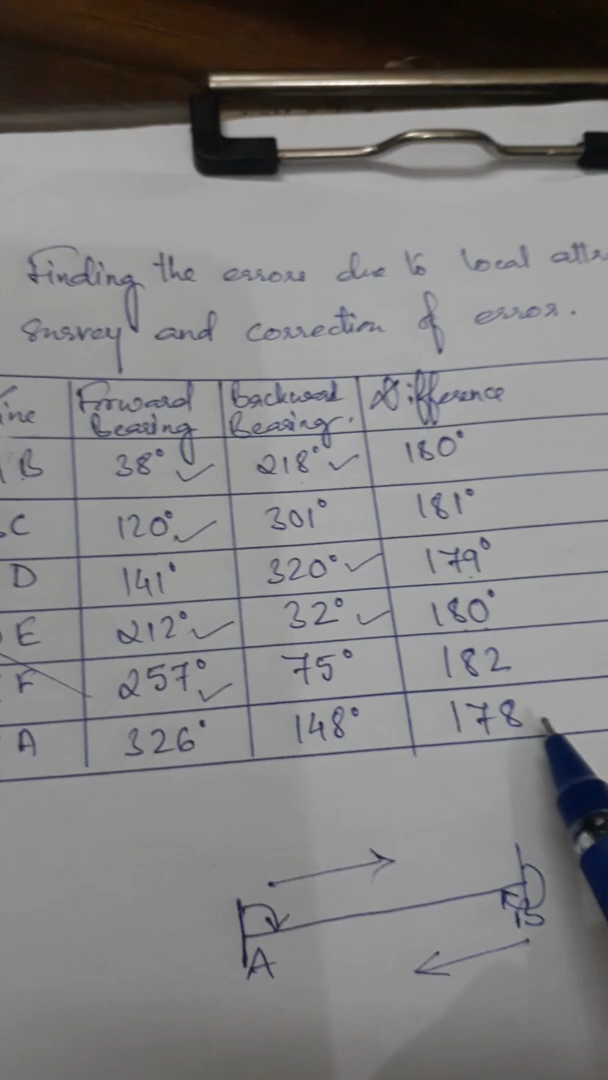 Finding the errors due to local
survey and correction of error.
Forward Bearing Backward Bearing. Difference
B 38° ✓ 218° ✓ 180°
C 120° ✓ 301° 181°
D 141° 320° ✓ 179°
E 212° ✓ 32° ✓ 180°
F 257° ✓ 75° 182
A 326° 148° 178
A B